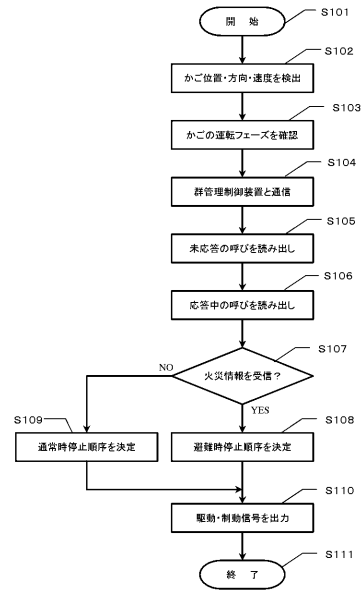 S101
開 始
S102
かご位置・方向・速度を検出
S103
かごの運転フェーズを確認
S104
群管理制御装置と通信
S105
未応答の呼びを読み出し
S106
応答中の呼びを読み出し
S107
火災情報を受信？
NO
YES
S109
通常時停止順序を決定
S108
避難時停止順序を決定
S110
駆動・制動信号を出力
S111
終 了